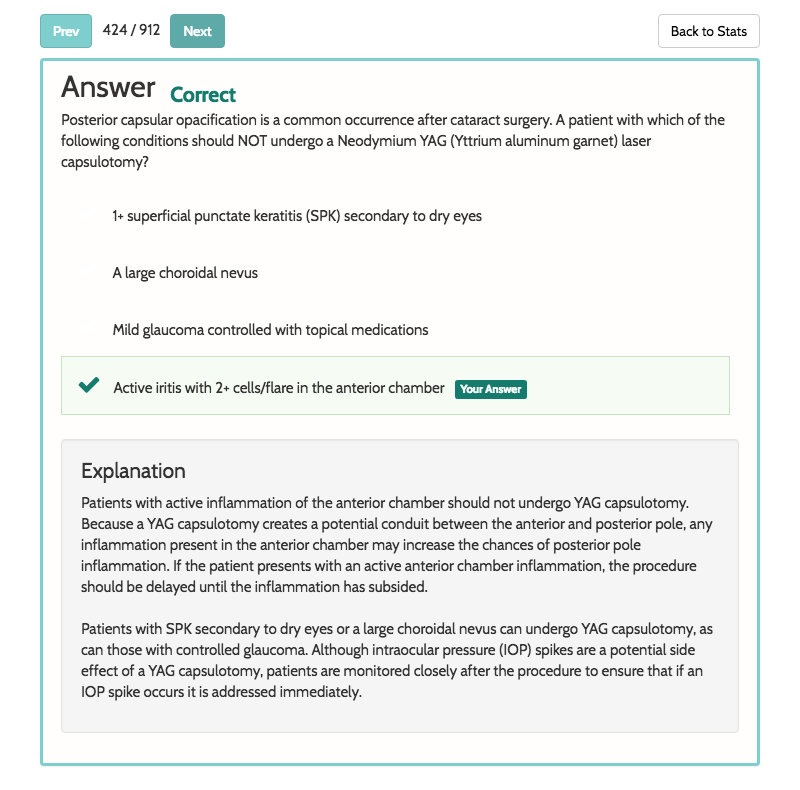 Prev 424 / 912 Next Back to Stats
Answer Correct
Posterior capsular opacification is a common occurrence after cataract surgery. A patient with which of the
following conditions should NOT undergo a Neodymium YAG (Yttrium aluminum garnet) laser
capsulotomy?
1+ superficial punctate keratitis (SPK) secondary to dry eyes
A large choroidal nevus
Mild glaucoma controlled with topical medications
Active iritis with 2+ cells/flare in the anterior chamber Your Answer
Explanation
Patients with active inflammation of the anterior chamber should not undergo YAG capsulotomy.
Because a YAG capsulotomy creates a potential conduit between the anterior and posterior pole, any
inflammation present in the anterior chamber may increase the chances of posterior pole
inflammation. If the patient presents with an active anterior chamber inflammation, the procedure
should be delayed until the inflammation has subsided.
Patients with SPK secondary to dry eyes or a large choroidal nevus can undergo YAG capsulotomy, as
can those with controlled glaucoma. Although intraocular pressure (IOP) spikes are a potential side
effect of a YAG capsulotomy, patients are monitored closely after the procedure to ensure that if an
IOP spike occurs it is addressed immediately.